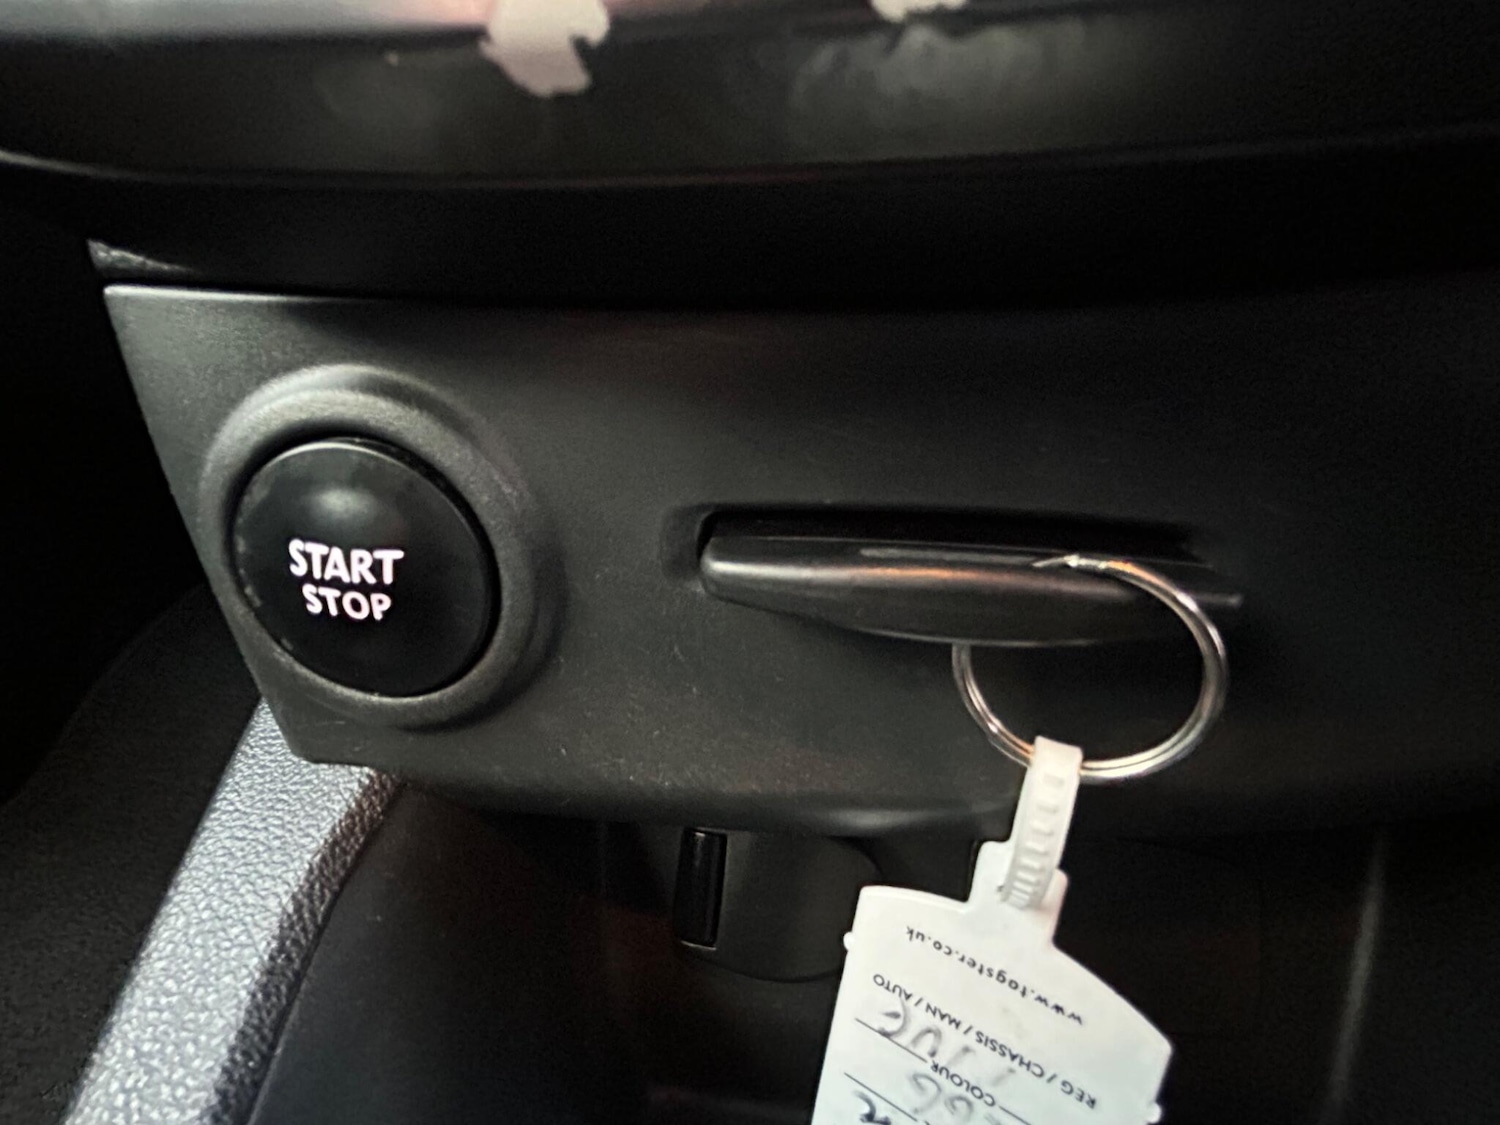 START
STOP
www.tagster.co.uk
REG / CHASSIS / MAN / AUTO
COLOUR